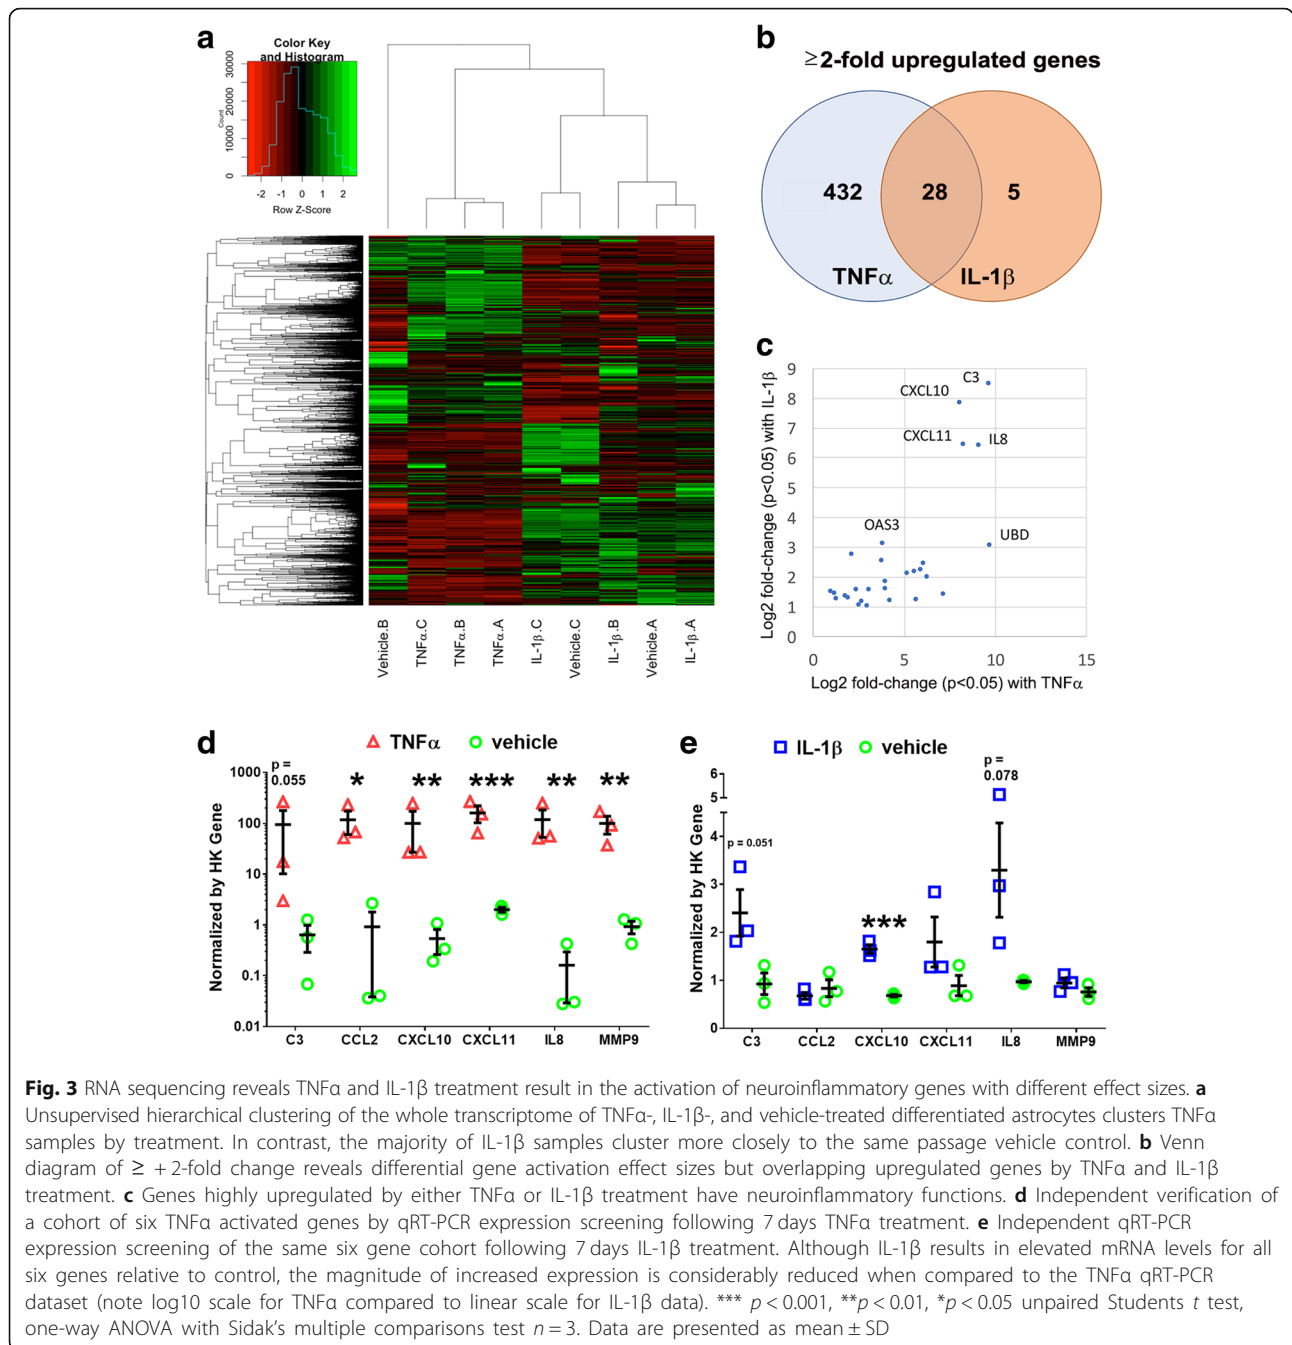 a
Color Key
and Histogram
Count
0 10000 20000 30000
-2 -1 0 1 2
Row Z-Score
Vehicle.B
TNFα.C
TNFα.B
TNFα.A
IL-1β.C
Vehicle.C
IL-1β.B
Vehicle.A
IL-1β.A
b
≥2-fold upregulated genes
432 28 5
TNFα IL-1β
c
Log2 fold-change (p<0.05) with IL-1β
9
8
7
6
5
4
3
2
1
0
C3
CXCL10
CXCL11 IL8
OAS3
UBD
0 5 10 15
Log2 fold-change (p<0.05) with TNFα
d
TNFα vehicle
Normalized by HK Gene
1000
100
10
1
0.1
0.01
p =
0.055
* ** *** ** **
C3 CCL2 CXCL10 CXCL11 IL8 MMP9
e
IL-1β vehicle
Normalized by HK Gene
6
5
4
3
2
1
0
p = 0.051
***
p =
0.078
C3 CCL2 CXCL10 CXCL11 IL8 MMP9
Fig. 3 RNA sequencing reveals TNFα and IL-1β treatment result in the activation of neuroinflammatory genes with different effect sizes. a
Unsupervised hierarchical clustering of the whole transcriptome of TNFα-, IL-1β-, and vehicle-treated differentiated astrocytes clusters TNFα
samples by treatment. In contrast, the majority of IL-1β samples cluster more closely to the same passage vehicle control. b Venn
diagram of ≥ + 2-fold change reveals differential gene activation effect sizes but overlapping upregulated genes by TNFα and IL-1β
treatment. c Genes highly upregulated by either TNFα or IL-1β treatment have neuroinflammatory functions. d Independent verification of
a cohort of six TNFα activated genes by qRT-PCR expression screening following 7 days TNFα treatment. e Independent qRT-PCR
expression screening of the same six gene cohort following 7 days IL-1β treatment. Although IL-1β results in elevated mRNA levels for all
six genes relative to control, the magnitude of increased expression is considerably reduced when compared to the TNFα qRT-PCR
dataset (note log10 scale for TNFα compared to linear scale for IL-1β data). *** p < 0.001, **p < 0.01, *p < 0.05 unpaired Students t test,
one-way ANOVA with Sidak's multiple comparisons test n = 3. Data are presented as mean ± SD